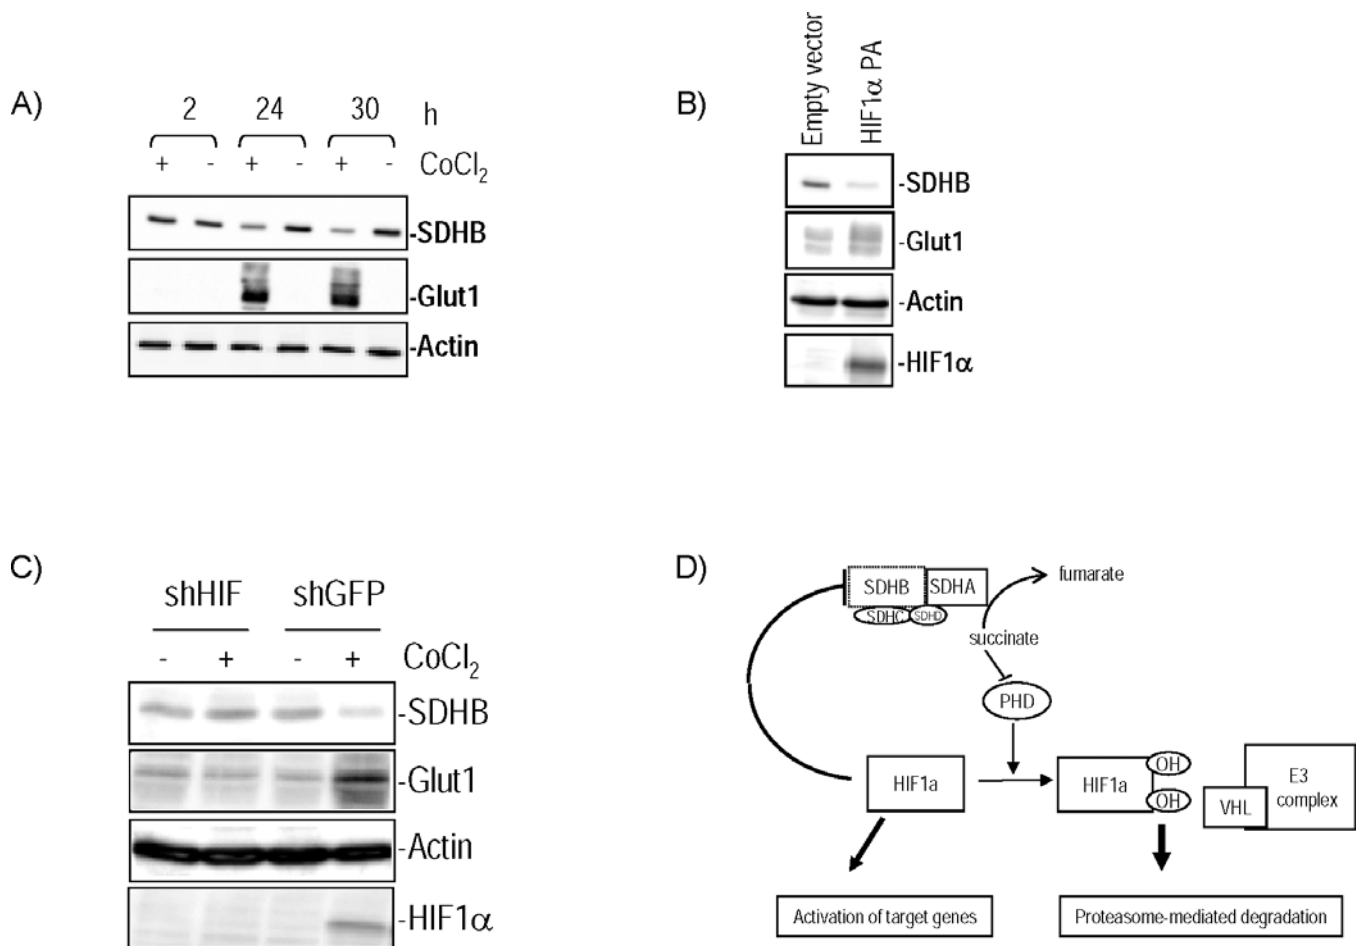 A)
2 24 30 h
+ - + - + - CoCl₂
-SDHB
-Glut1
-Actin
B)
Empty vector
HIF1α PA
-SDHB
-Glut1
-Actin
-HIF1α
C)
shHIF shGFP
- + - + CoCl₂
-SDHB
-Glut1
-Actin
-HIF1α
D)
SDHB SDHA
SDHC SDHD
fumarate
succinate
PHD
HIF1a
HIF1a
OH
OH
VHL
E3
complex
Activation of target genes
Proteasome-mediated degradation